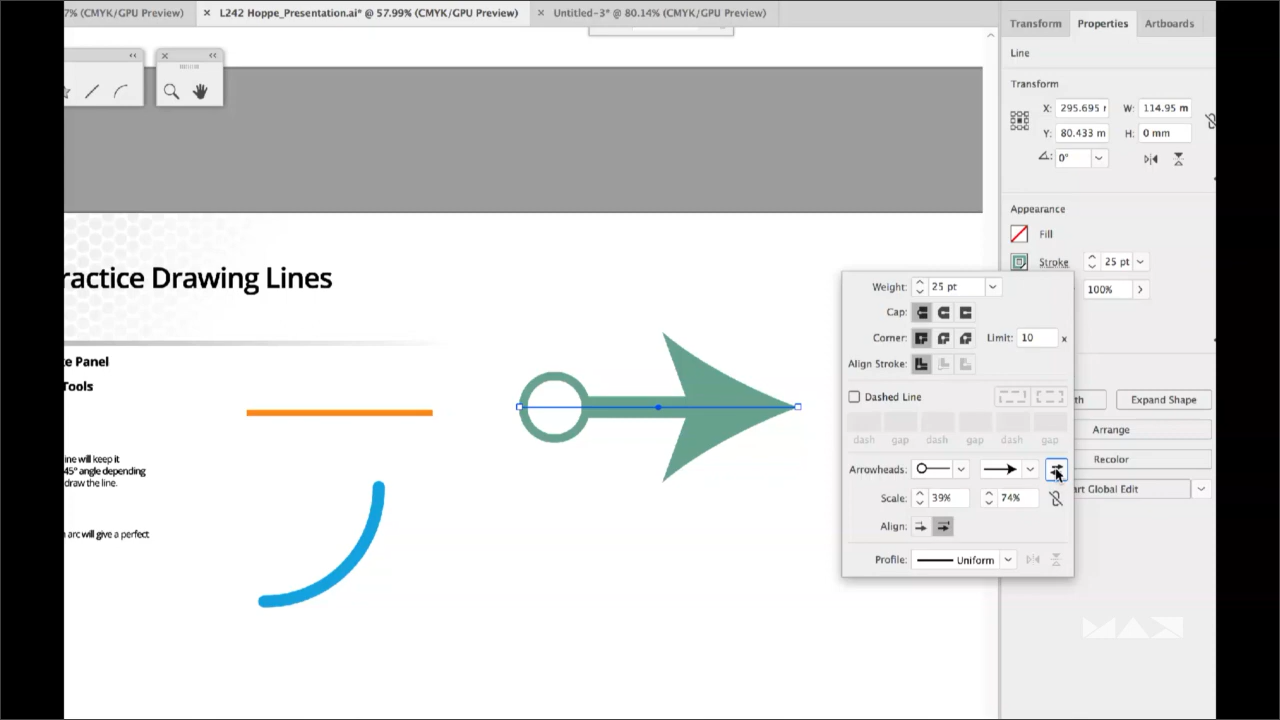 7% (CMYK/GPU Preview)
× L242 Hoppe_Presentation.ai* @ 57.99% (CMYK/GPU Preview)
× Untitled-3* @ 80.14% (CMYK/GPU Preview)
Transform Properties Artboards
Line
Transform
X: 295.695 W: 114.95 m
Y: 80.433 m H: 0 mm
0°
Appearance
Fill
Stroke 25 pt
100%
Weight: 25 pt
Cap:
Corner: Limit: 10 x
Align Stroke:
Dashed Line
dash gap dash gap dash gap
Arrowheads:
Scale: 39% 74%
Align:
Profile: Uniform
Expand Shape
Arrange
Recolor
art Global Edit
ractice Drawing Lines
Panel
Tools
line will keep it
45° angle depending
draw the line.
arc will give a perfect
MAX